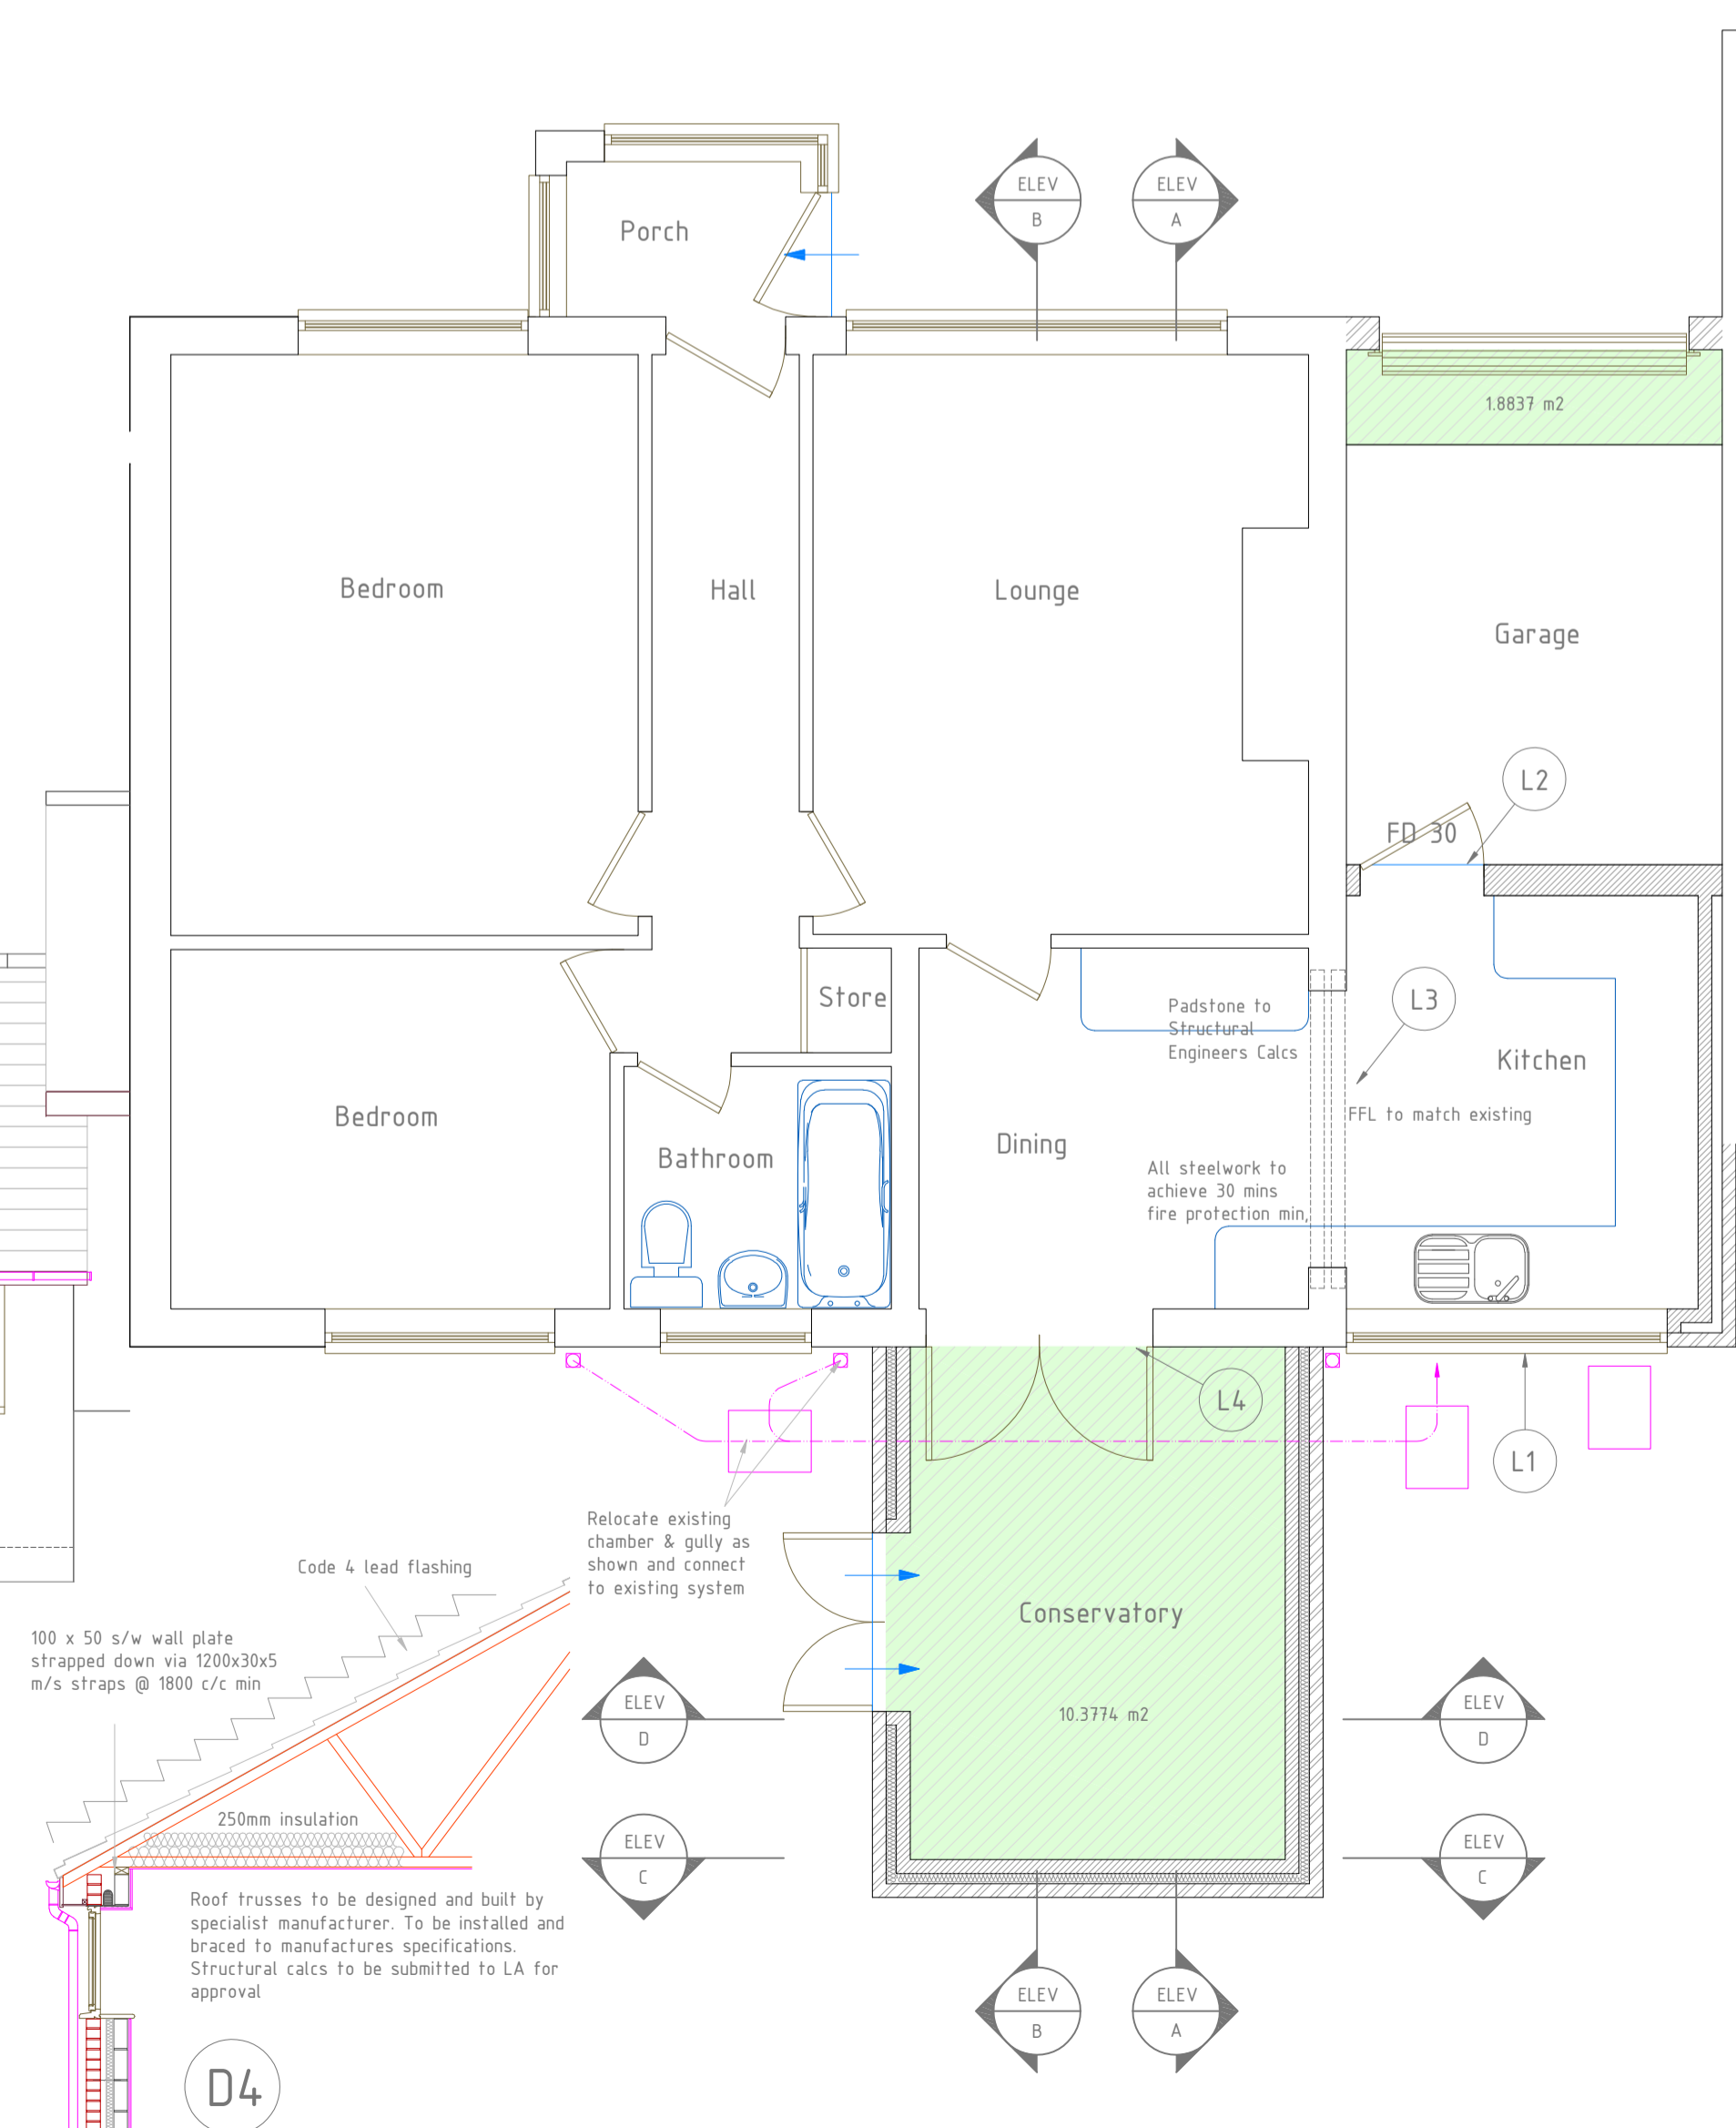 ELEV
B
ELEV
A
Porch
1.8837 m2
Bedroom
Hall
Lounge
Garage
L2
FD 30
Store
Padstone to
Structural
Engineers Calcs
L3
Kitchen
FFL to match existing
Bedroom
Bathroom
Dining
All steelwork to
achieve 30 mins
fire protection min,
L4
L1
Relocate existing
chamber & gully as
shown and connect
to existing system
Code 4 lead flashing
100 x 50 s/w wall plate
strapped down via 1200x30x5
m/s straps @ 1800 c/c min
Conservatory
10.3774 m2
ELEV
D
ELEV
D
250mm insulation
ELEV
C
ELEV
C
Roof trusses to be designed and built by
specialist manufacturer. To be installed and
braced to manufactures specifications.
Structural calcs to be submitted to LA for
approval
ELEV
B
ELEV
A
D4